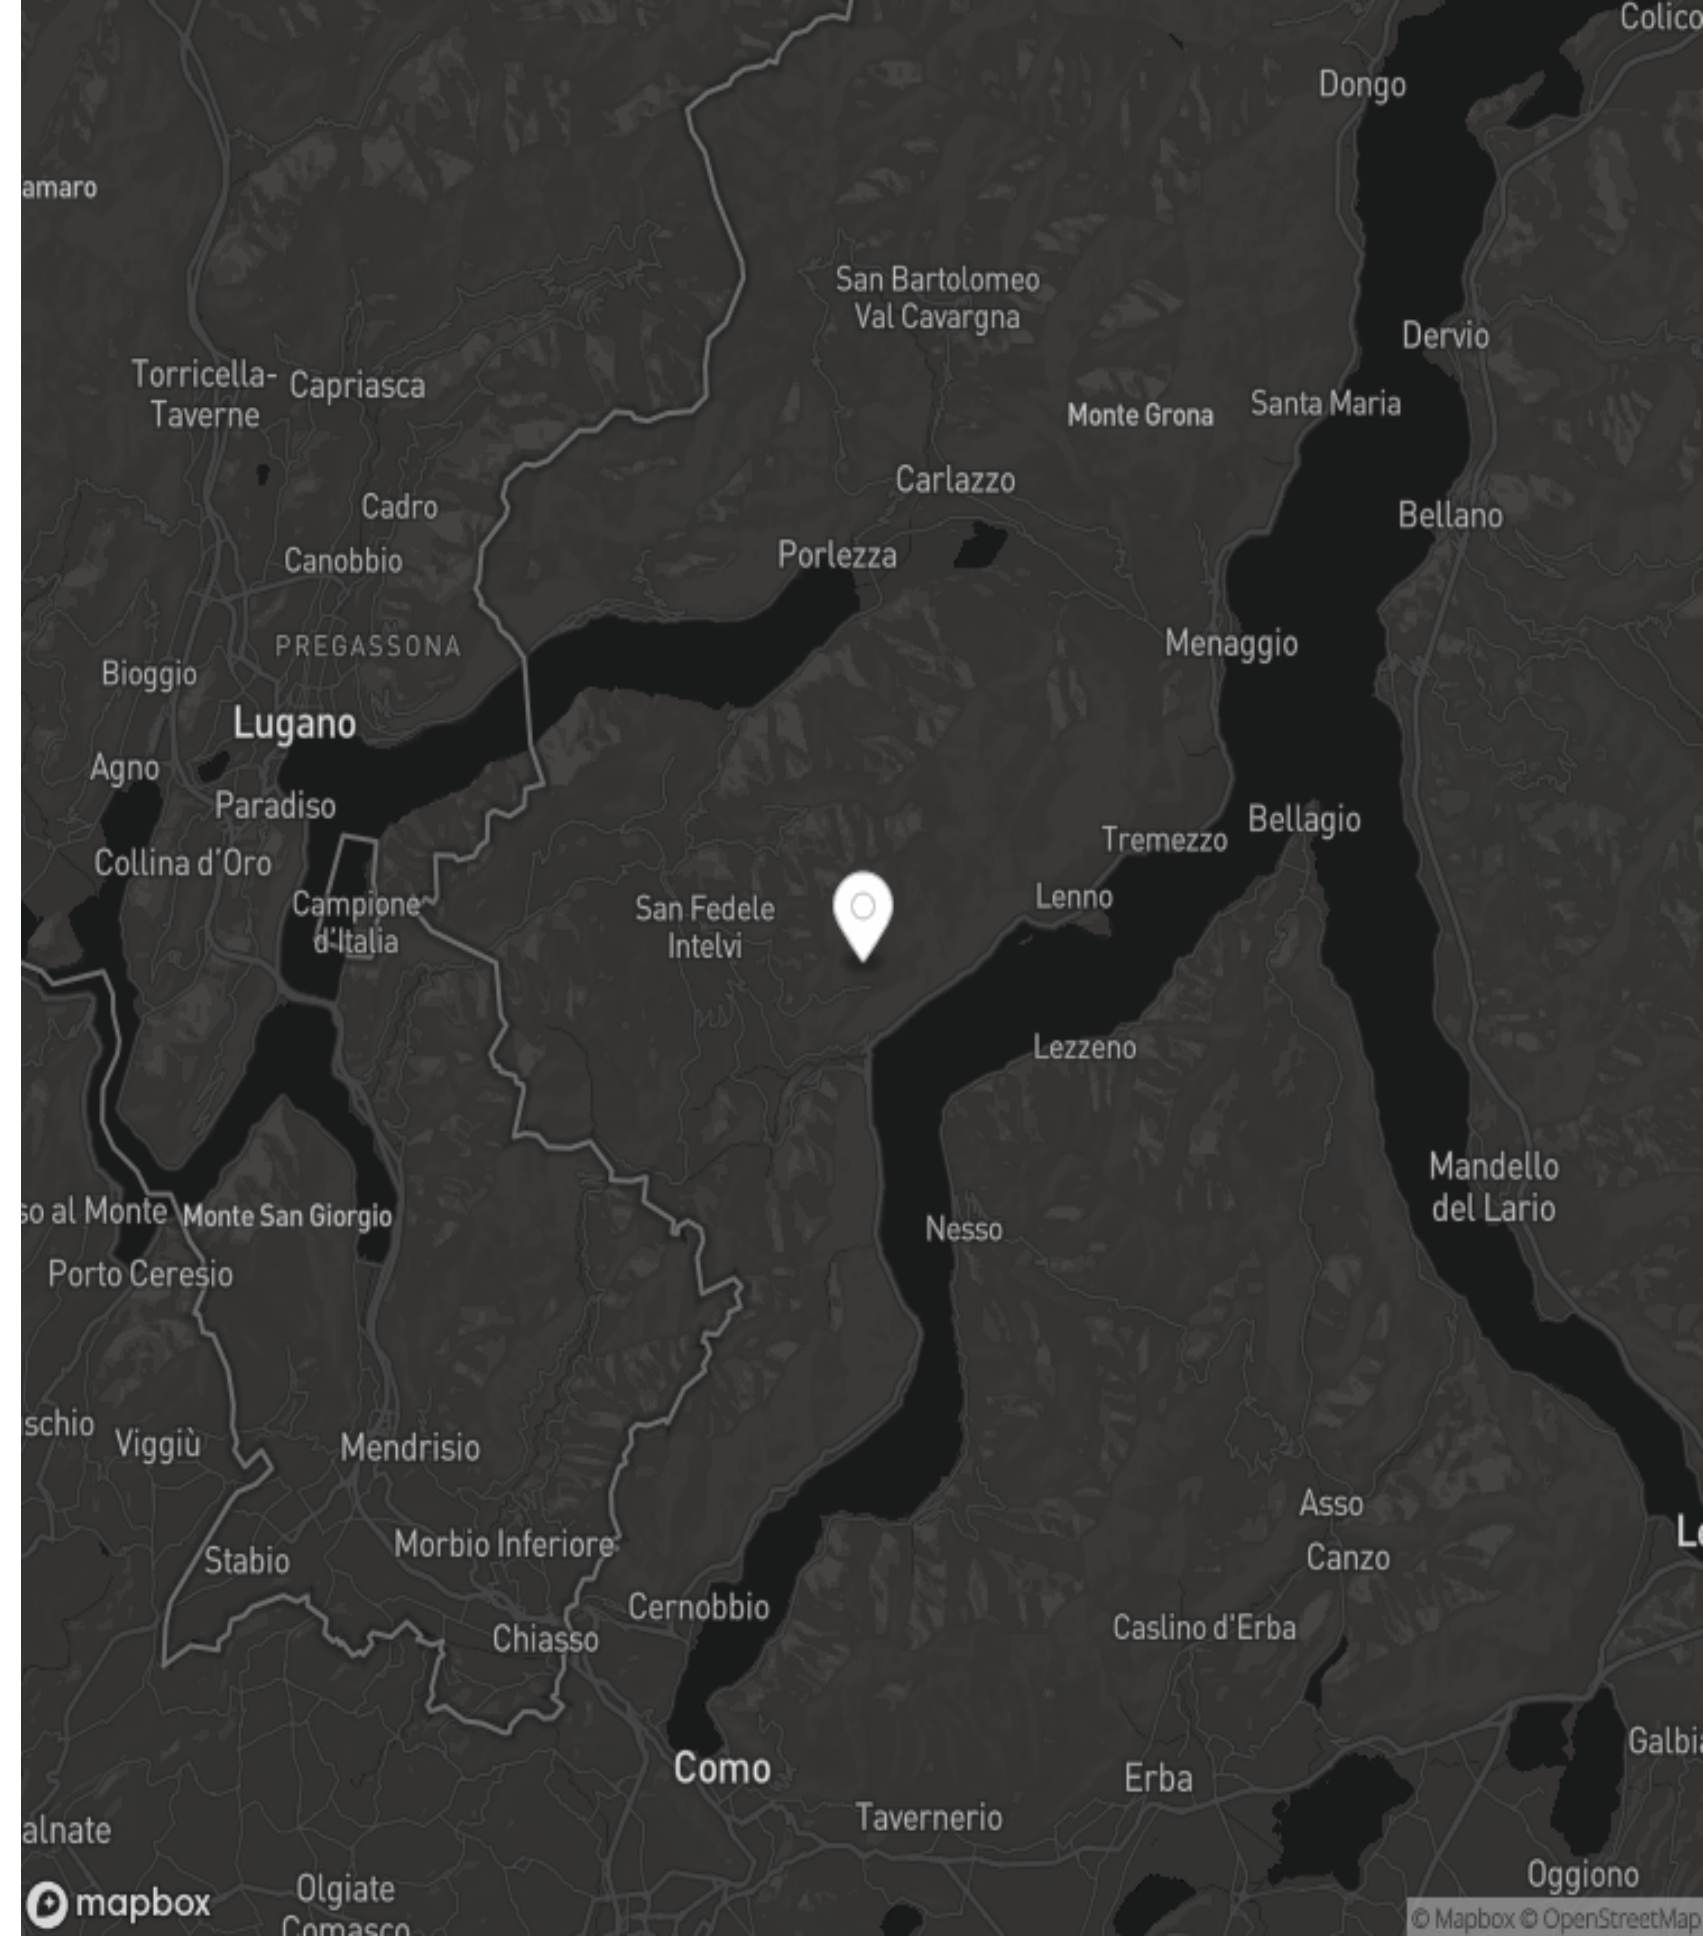 Colico
Dongo
amaro
San Bartolomeo
Val Cavargna
Dervio
Torricella-
Taverne
Capriasca
Santa Maria
Monte Grona
Carlazzo
Cadro
Bellano
Porlezza
Canobbio
PREGASSONA
Menaggio
Bioggio
Lugano
Agno
Paradiso
Bellagio
Tremezzo
Collina d'Oro
Lenno
Campione
d'Italia
San Fedele
Intelvi
Lezzeno
Mandello
del Lario
so al Monte
Monte San Giorgio
Nesso
Porto Ceresio
schio
Viggiù
Mendrisio
Asso
Le
Morbio Inferiore
Canzo
Stabio
Cernobbio
Caslino d'Erba
Chiasso
Galbia
Como
Erba
Tavernerio
alnate
Oggiono
Olgiate
Comasco
mapbox
© Mapbox © OpenStreetMap